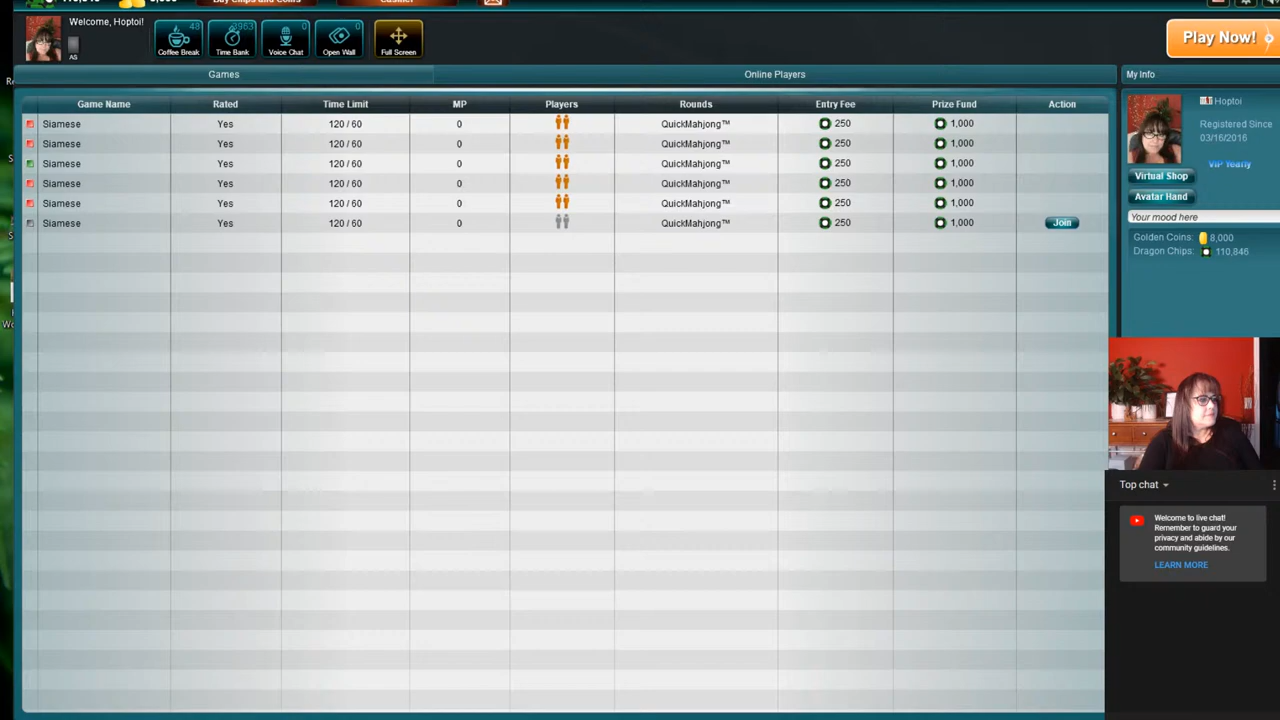 Welcome, Hoptoi!
AS
48
Coffee Break
3963
Time Bank
0
Voice Chat
0
Open Wall
Full Screen
Play Now!
Games
Online Players
My Info
Game Name Rated Time Limit MP Players Rounds Entry Fee Prize Fund Action
Siamese Yes 120 / 60 0 QuickMahjong™ 250 1,000
Siamese Yes 120 / 60 0 QuickMahjong™ 250 1,000
Siamese Yes 120 / 60 0 QuickMahjong™ 250 1,000
Siamese Yes 120 / 60 0 QuickMahjong™ 250 1,000
Siamese Yes 120 / 60 0 QuickMahjong™ 250 1,000
Siamese Yes 120 / 60 0 QuickMahjong™ 250 1,000 Join
Hoptoi
Registered Since
03/16/2016
VIP Yearly
Virtual Shop
Avatar Hand
Your mood here
Golden Coins: 8,000
Dragon Chips: 110,846
Top chat
Welcome to live chat!
Remember to guard your
privacy and abide by our
community guidelines.
LEARN MORE